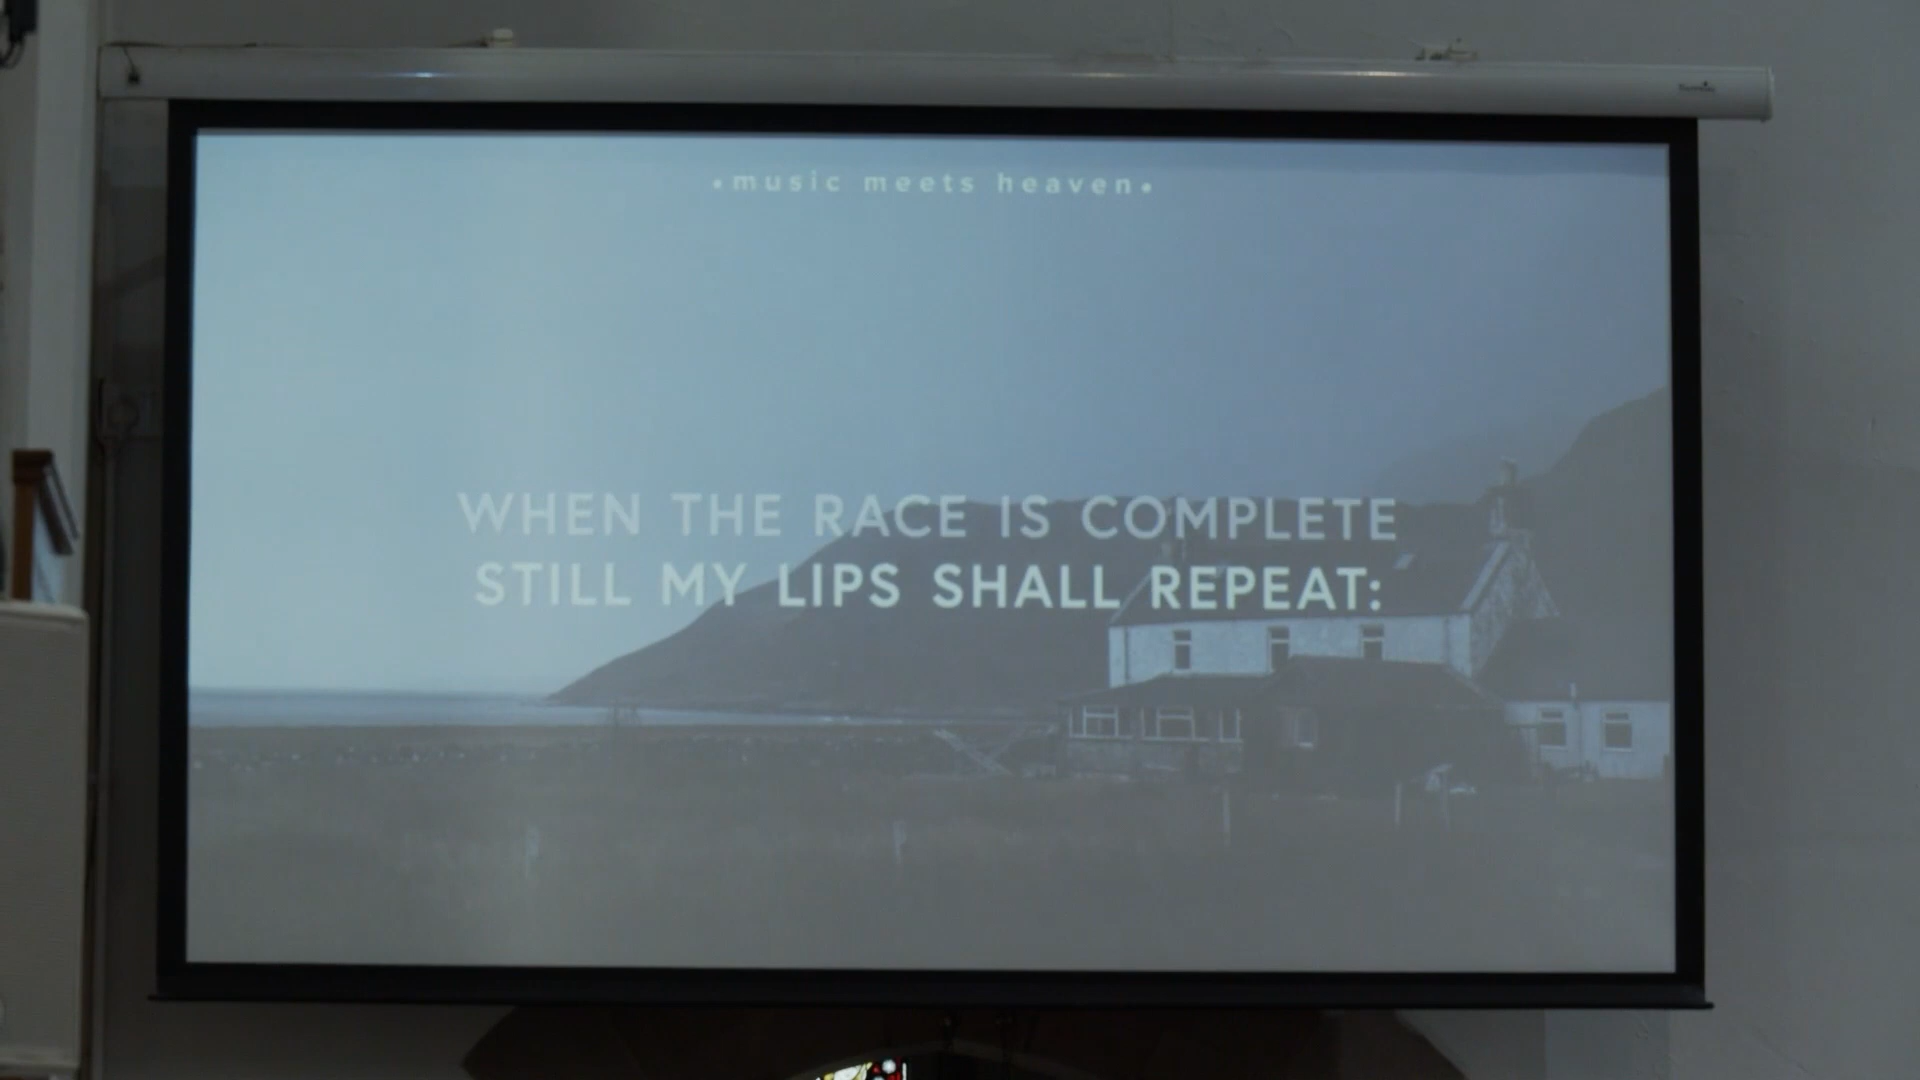 •music meets heaven•
WHEN THE RACE IS COMPLETE
STILL MY LIPS SHALL REPEAT: